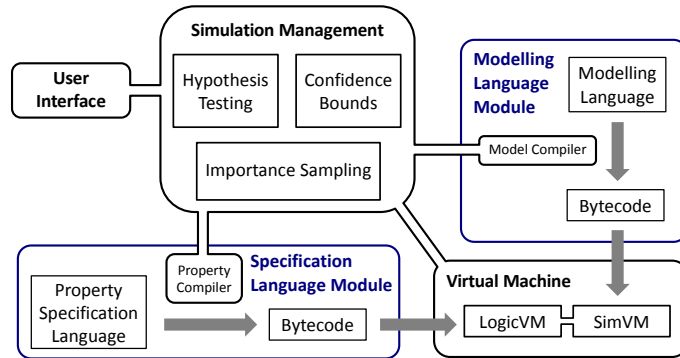 Simulation Management
User
Interface
Hypothesis
Testing
Confidence
Bounds
Importance Sampling
Modelling
Language
Module
Modelling
Language
Model Compiler
Bytecode
Property
Compiler
Specification
Language Module
Property
Specification
Language
Bytecode
Virtual Machine
LogicVM
SimVM